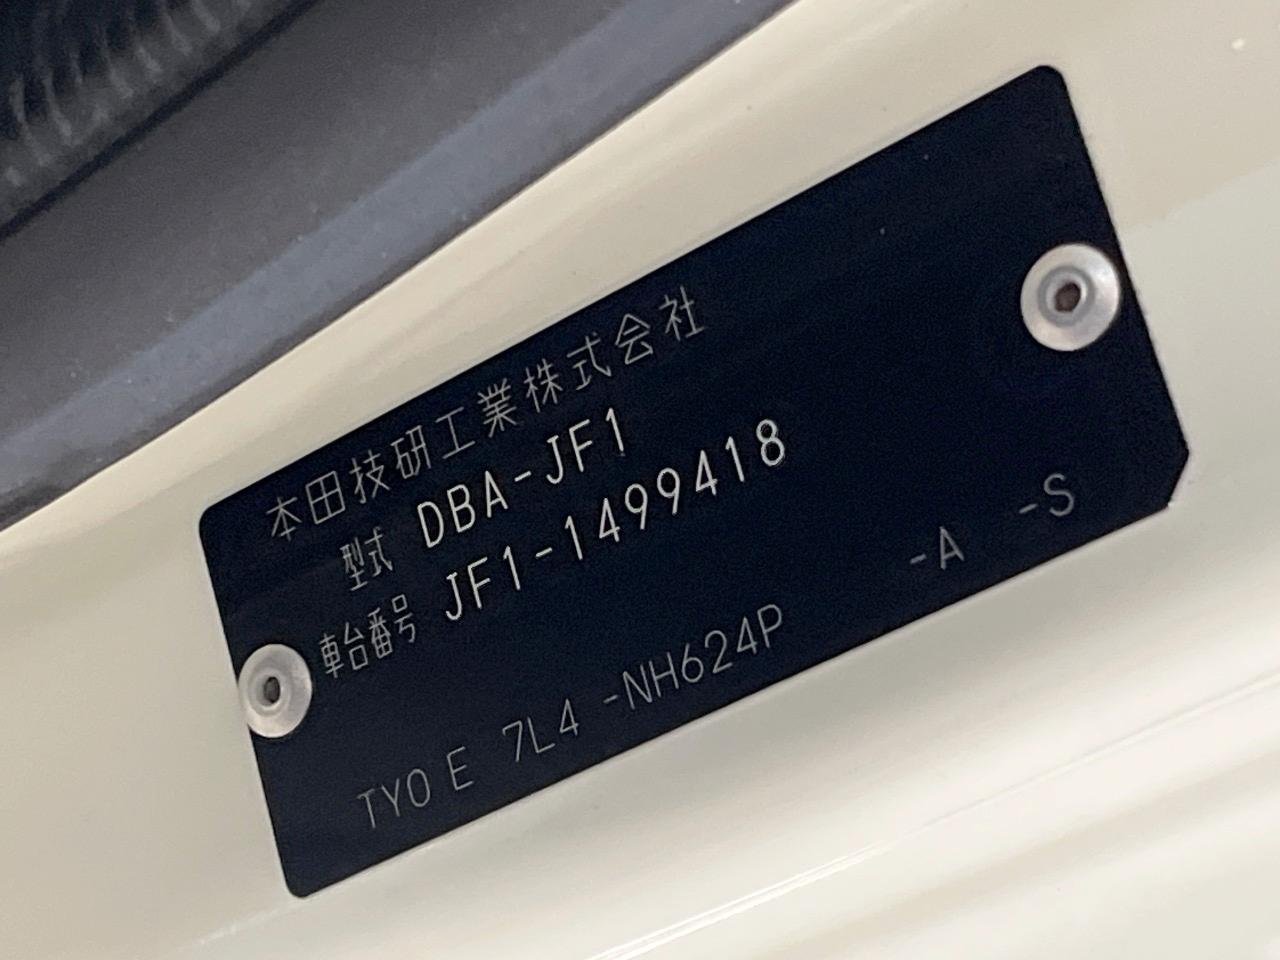 本田技研工業株式会社
型式 DBA-JF1
車台番号 JF1-1499418
TY0 E 7L4 -NH624P -A -S